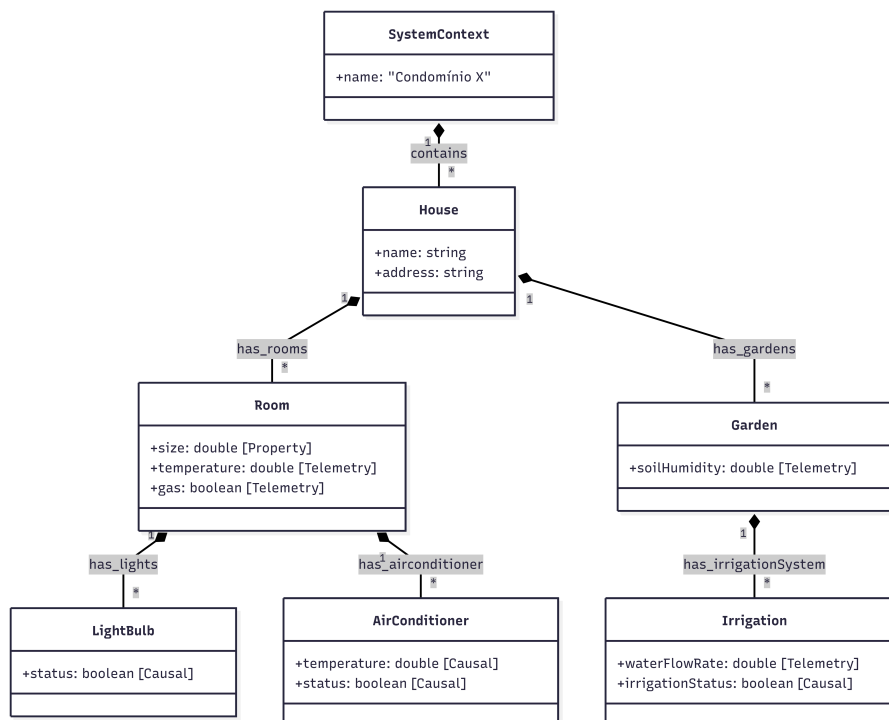 SystemContext
+name: "Condomínio X"
1
contains
*
House
+name: string
+address: string
1
1
has_rooms
has_gardens
*
*
Room
+size: double [Property]
+temperature: double [Telemetry]
+gas: boolean [Telemetry]
Garden
+soilHumidity: double [Telemetry]
1
1
1
has_lights
has_airconditioner
has_irrigationSystem
*
*
*
LightBulb
+status: boolean [Causal]
AirConditioner
+temperature: double [Causal]
+status: boolean [Causal]
Irrigation
+waterFlowRate: double [Telemetry]
+irrigationStatus: boolean [Causal]